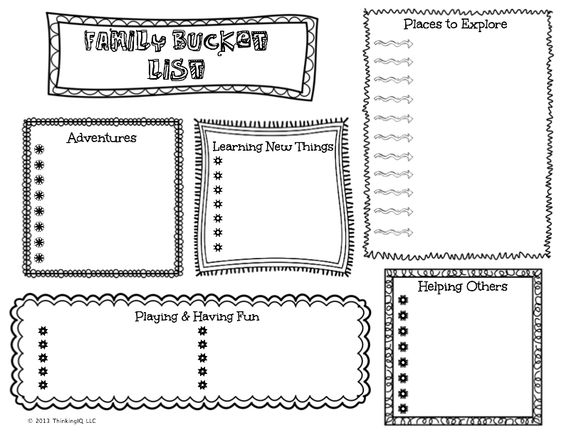 FAMILY BUCKET
LIST
Places to Explore
Adventures
Learning New Things
Helping Others
Playing & Having Fun
© 2013 ThinkingIQ LLC